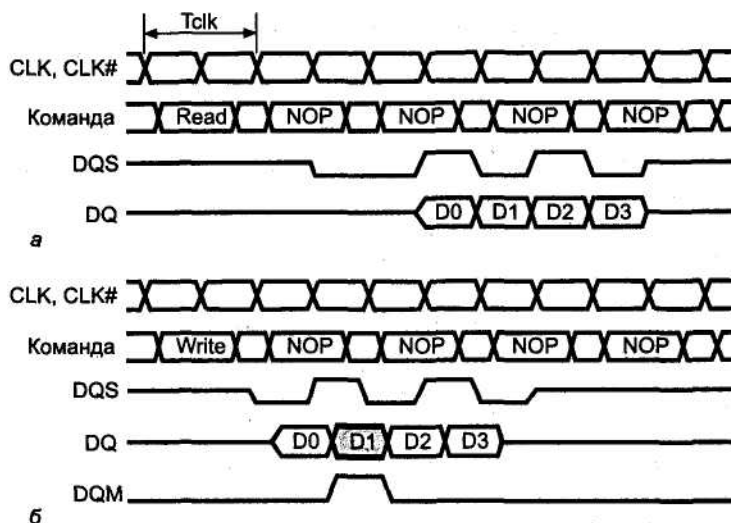 Tclk
CLK, CLK#
Команда Read NOP NOP NOP NOP
DQS
DQ D0 D1 D2 D3
а
CLK, CLK#
Команда Write NOP NOP NOP NOP
DQS
DQ D0 D1 D2 D3
DQM
б